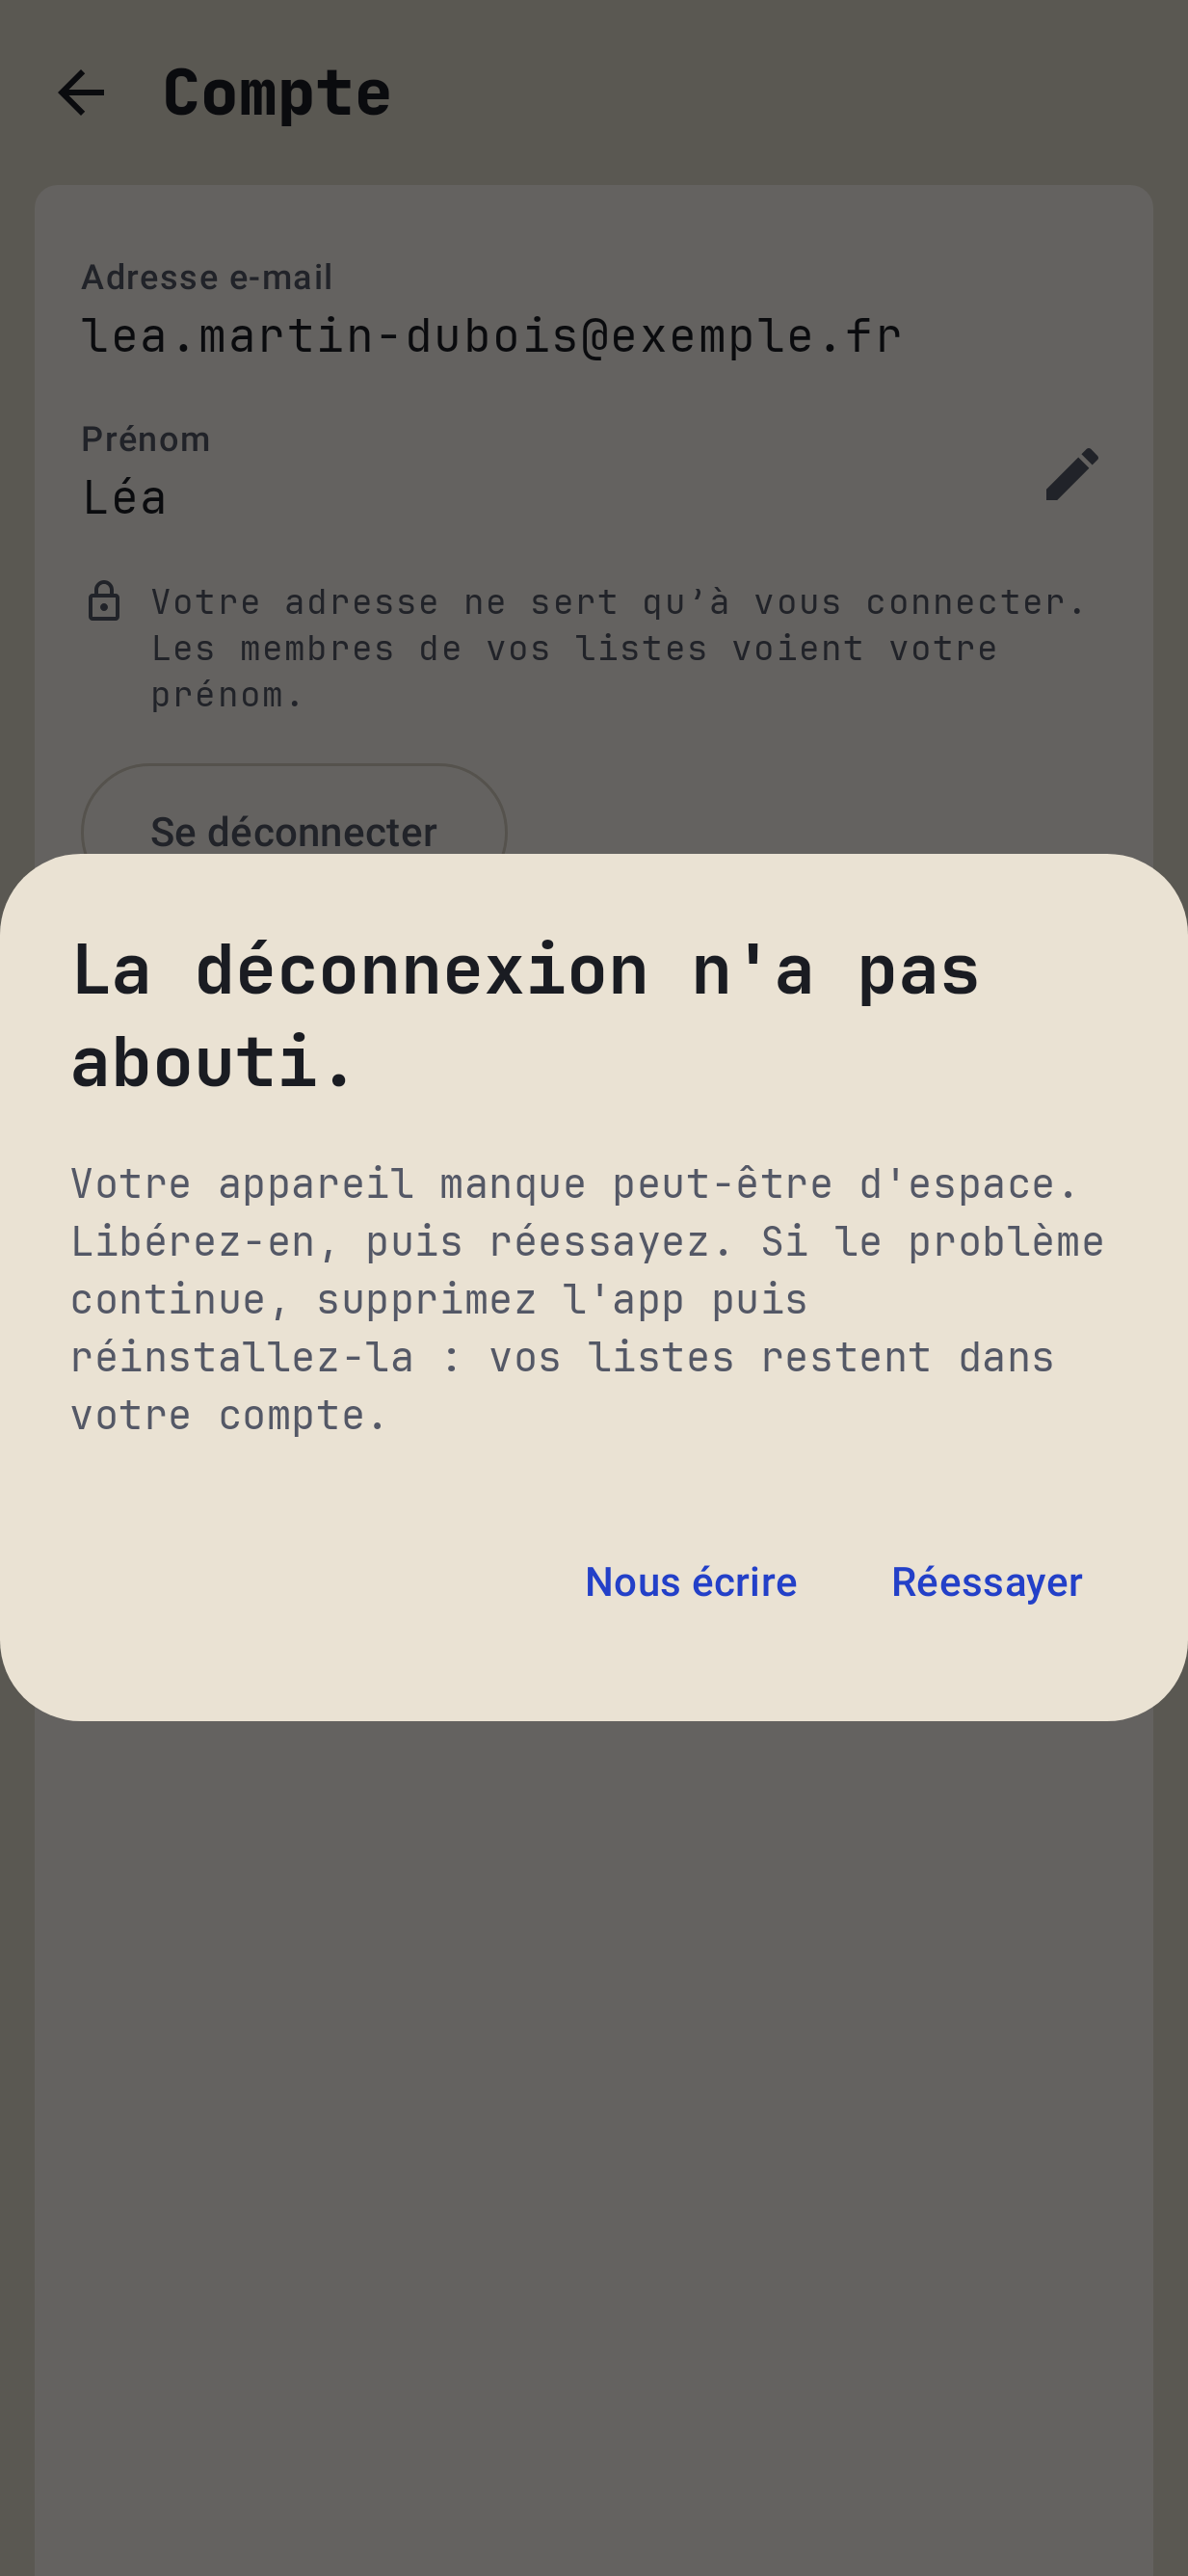 Compte
Adresse e-mail
lea.martin-dubois@exemple.fr
Prénom
Léa
Votre adresse ne sert qu’à vous connecter.
Les membres de vos listes voient votre
prénom.
Se déconnecter
La déconnexion n'a pas
abouti.
Votre appareil manque peut-être d'espace.
Libérez-en, puis réessayez. Si le problème
continue, supprimez l'app puis
réinstallez-la : vos listes restent dans
votre compte.
Nous écrire
Réessayer